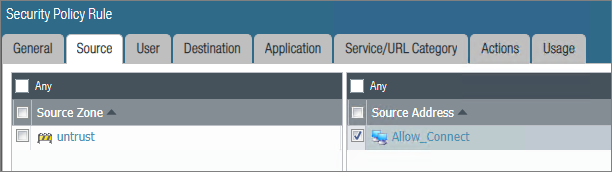 Security Policy Rule
General Source User Destination Application Service/URL Category Actions Usage
Any Any
Source Zone Source Address
untrust Allow_Connect